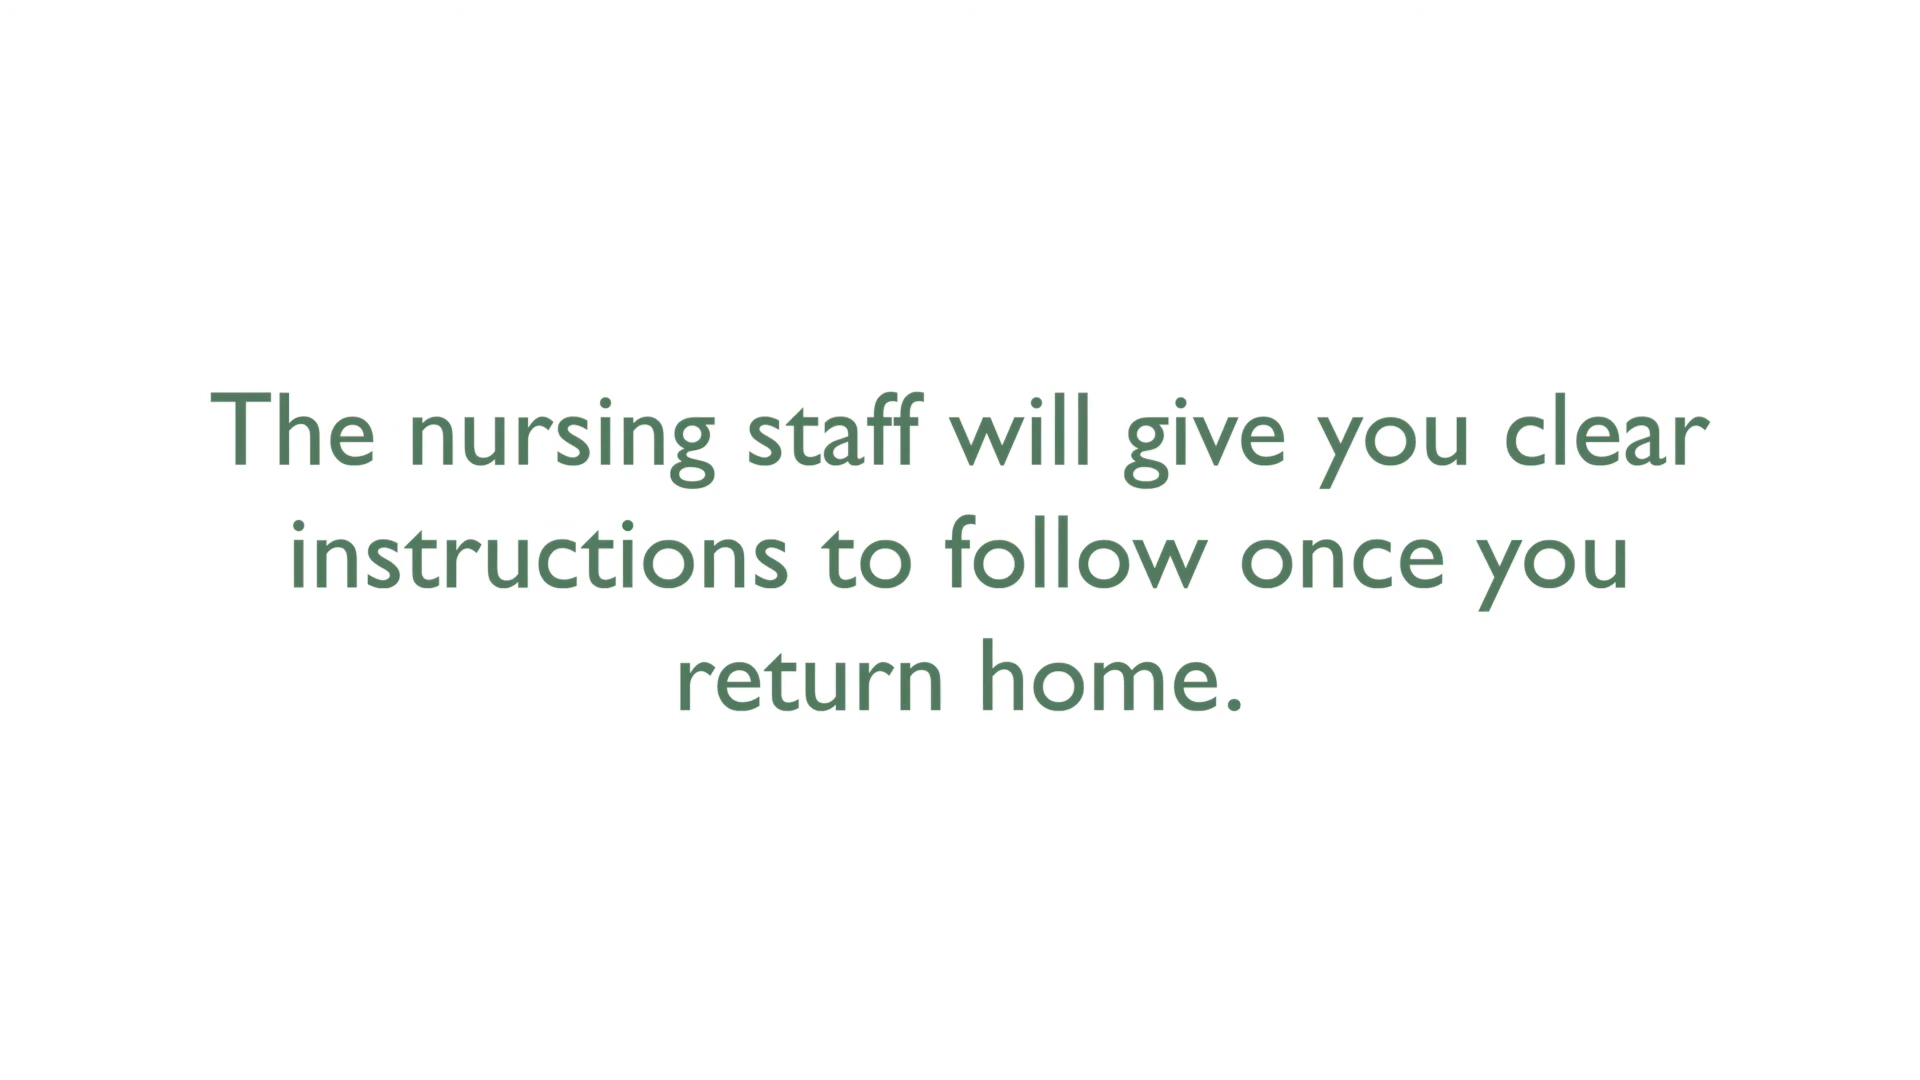 The nursing staff will give you clear
instructions to follow once you
return home.